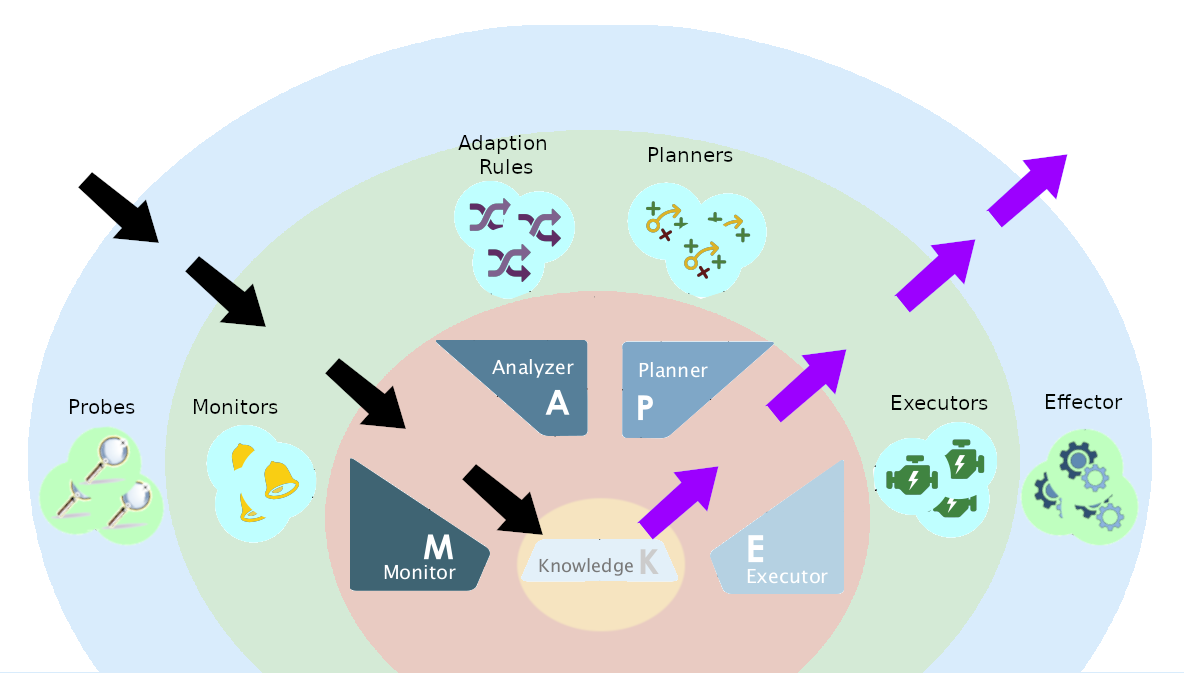 Adaption
Rules
Planners
Analyzer
A
Planner
P
Probes
Monitors
Executors
Effector
M
Monitor
Knowledge K
E
Executor